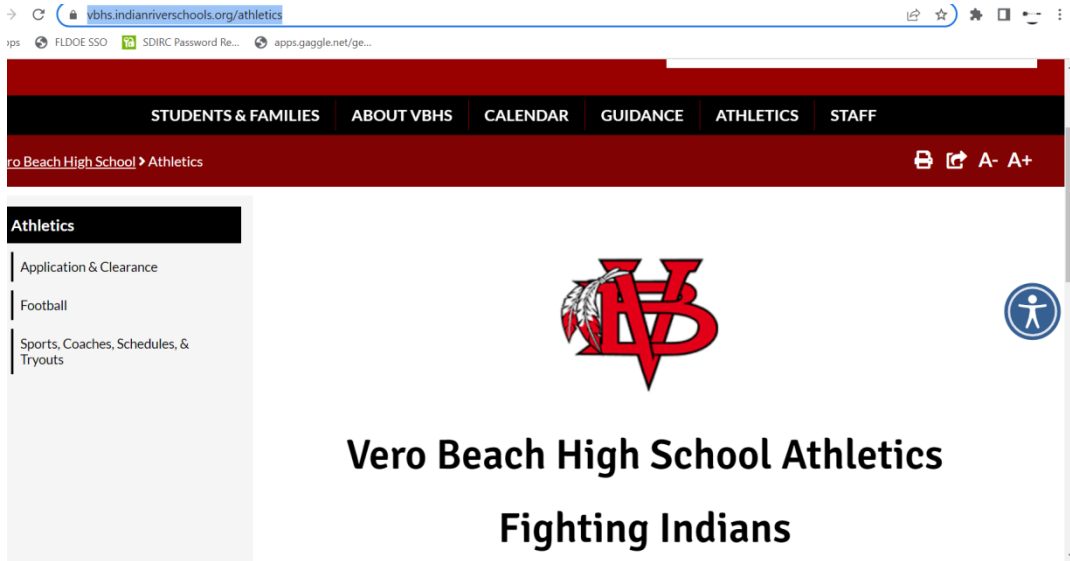 vbhs.indianriverschools.org/athletics
ops FLDOE SSO SDIRC Password Re... apps.gaggle.net/ge...
STUDENTS & FAMILIES ABOUT VBHS CALENDAR GUIDANCE ATHLETICS STAFF
ro Beach High School > Athletics A- A+
Athletics
Application & Clearance
Football
Sports, Coaches, Schedules, &
Tryouts
VB
Vero Beach High School Athletics
Fighting Indians